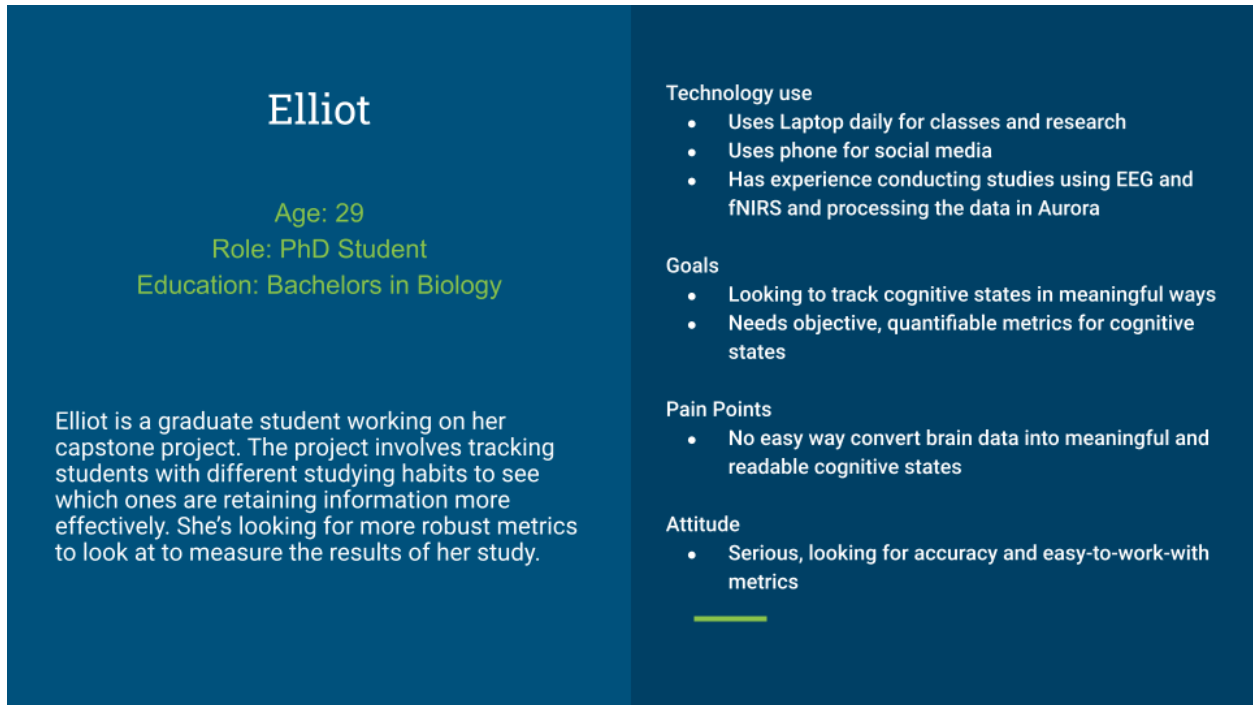 Elliot
Age: 29
Role: PhD Student
Education: Bachelors in Biology
Elliot is a graduate student working on her
capstone project. The project involves tracking
students with different studying habits to see
which ones are retaining information more
effectively. She’s looking for more robust metrics
to look at to measure the results of her study.
Technology use
● Uses Laptop daily for classes and research
● Uses phone for social media
● Has experience conducting studies using EEG and
fNIRS and processing the data in Aurora
Goals
● Looking to track cognitive states in meaningful ways
● Needs objective, quantifiable metrics for cognitive
states
Pain Points
● No easy way convert brain data into meaningful and
readable cognitive states
Attitude
● Serious, looking for accuracy and easy-to-work-with
metrics